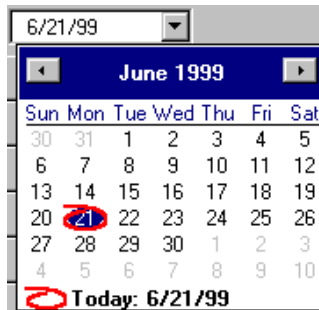 6/21/99
June 1999
Sun Mon Tue Wed Thu Fri Sat
30 31 1 2 3 4 5
6 7 8 9 10 11 12
13 14 15 16 17 18 19
20 21 22 23 24 25 26
27 28 29 30 1 2 3
4 5 6 7 8 9 10
Today: 6/21/99